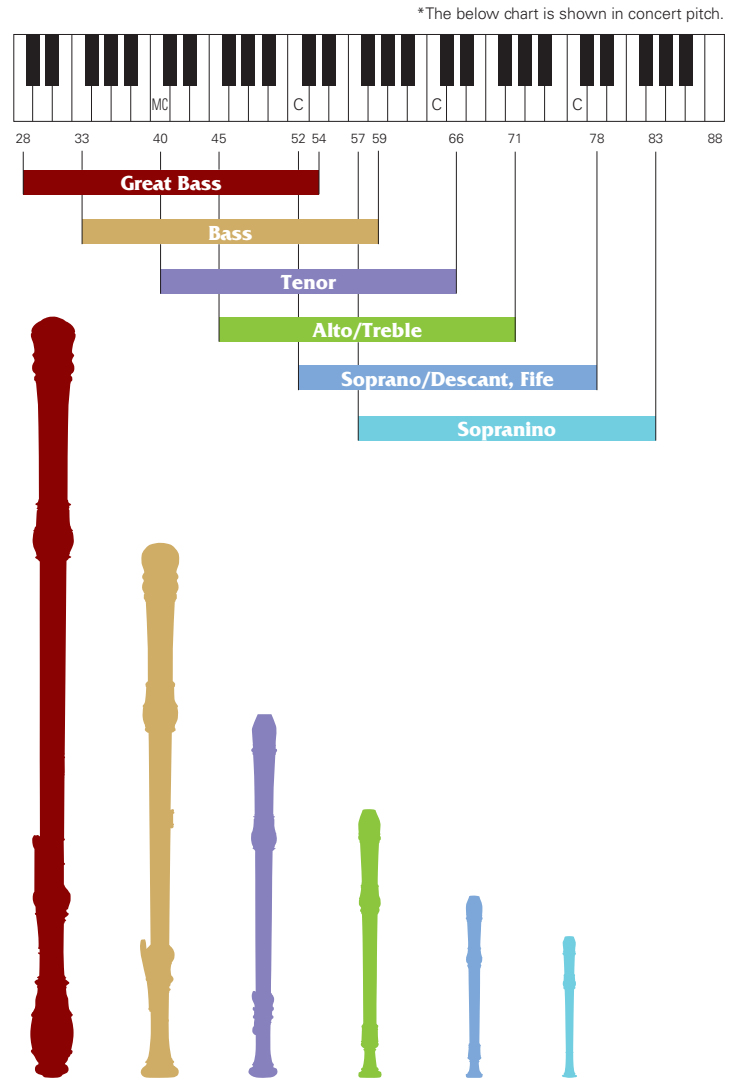 *The below chart is shown in concert pitch.
MC C C C
28 33 40 45 52 54 57 59 66 71 78 83 88
Great Bass
Bass
Tenor
Alto/Treble
Soprano/Descant, Fife
Sopranino